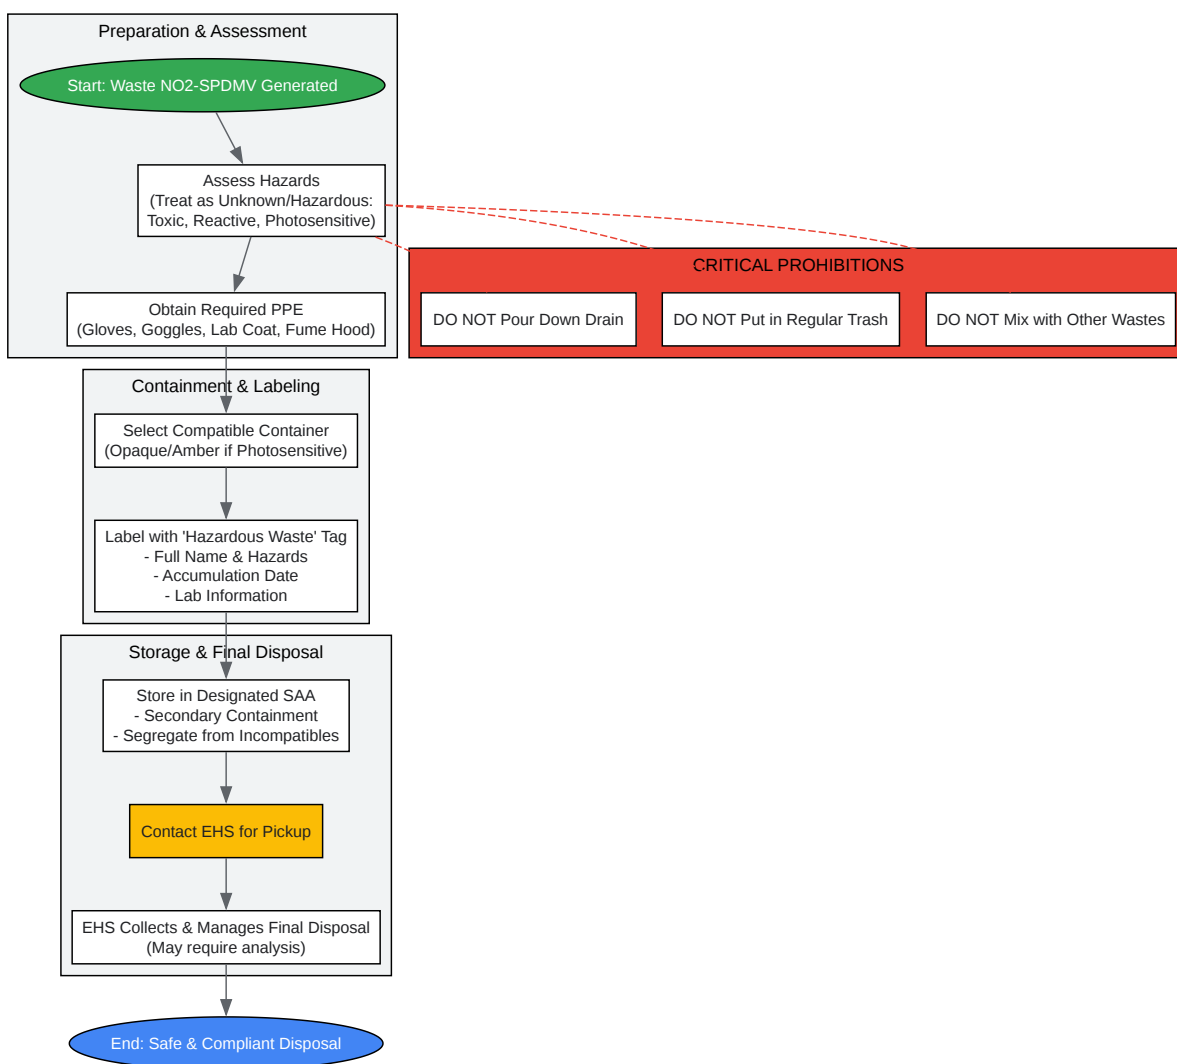 Preparation & Assessment
Start: Waste NO2-SPDMV Generated
Assess Hazards
(Treat as Unknown/Hazardous:
Toxic, Reactive, Photosensitive)
Obtain Required PPE
(Gloves, Goggles, Lab Coat, Fume Hood)
CRITICAL PROHIBITIONS
DO NOT Pour Down Drain
DO NOT Put in Regular Trash
DO NOT Mix with Other Wastes
Containment & Labeling
Select Compatible Container
(Opaque/Amber if Photosensitive)
Label with 'Hazardous Waste' Tag
- Full Name & Hazards
- Accumulation Date
- Lab Information
Storage & Final Disposal
Store in Designated SAA
- Secondary Containment
- Segregate from Incompatibles
Contact EHS for Pickup
EHS Collects & Manages Final Disposal
(May require analysis)
End: Safe & Compliant Disposal